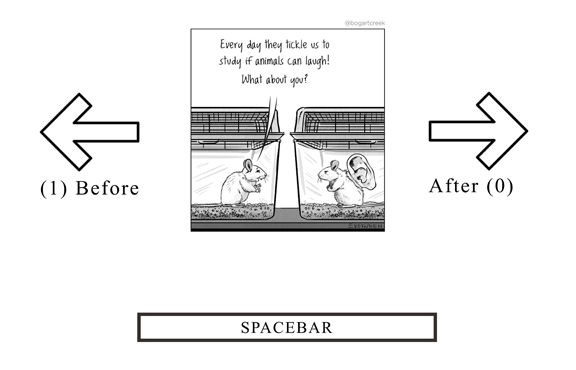 @bogartcreek
Every day they tickle us to
study if animals can laugh!
What about you?
(1) Before
After (0)
SPACEBAR